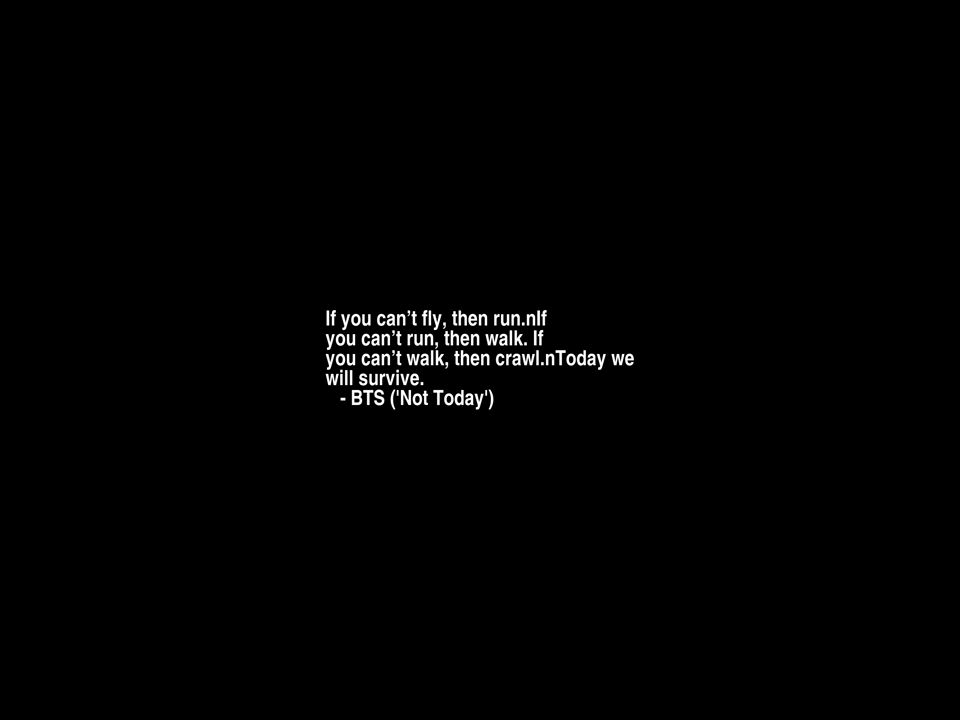 If you can’t fly, then run.nIf
you can’t run, then walk. If
you can’t walk, then crawl.nToday we
will survive.
- BTS ('Not Today')